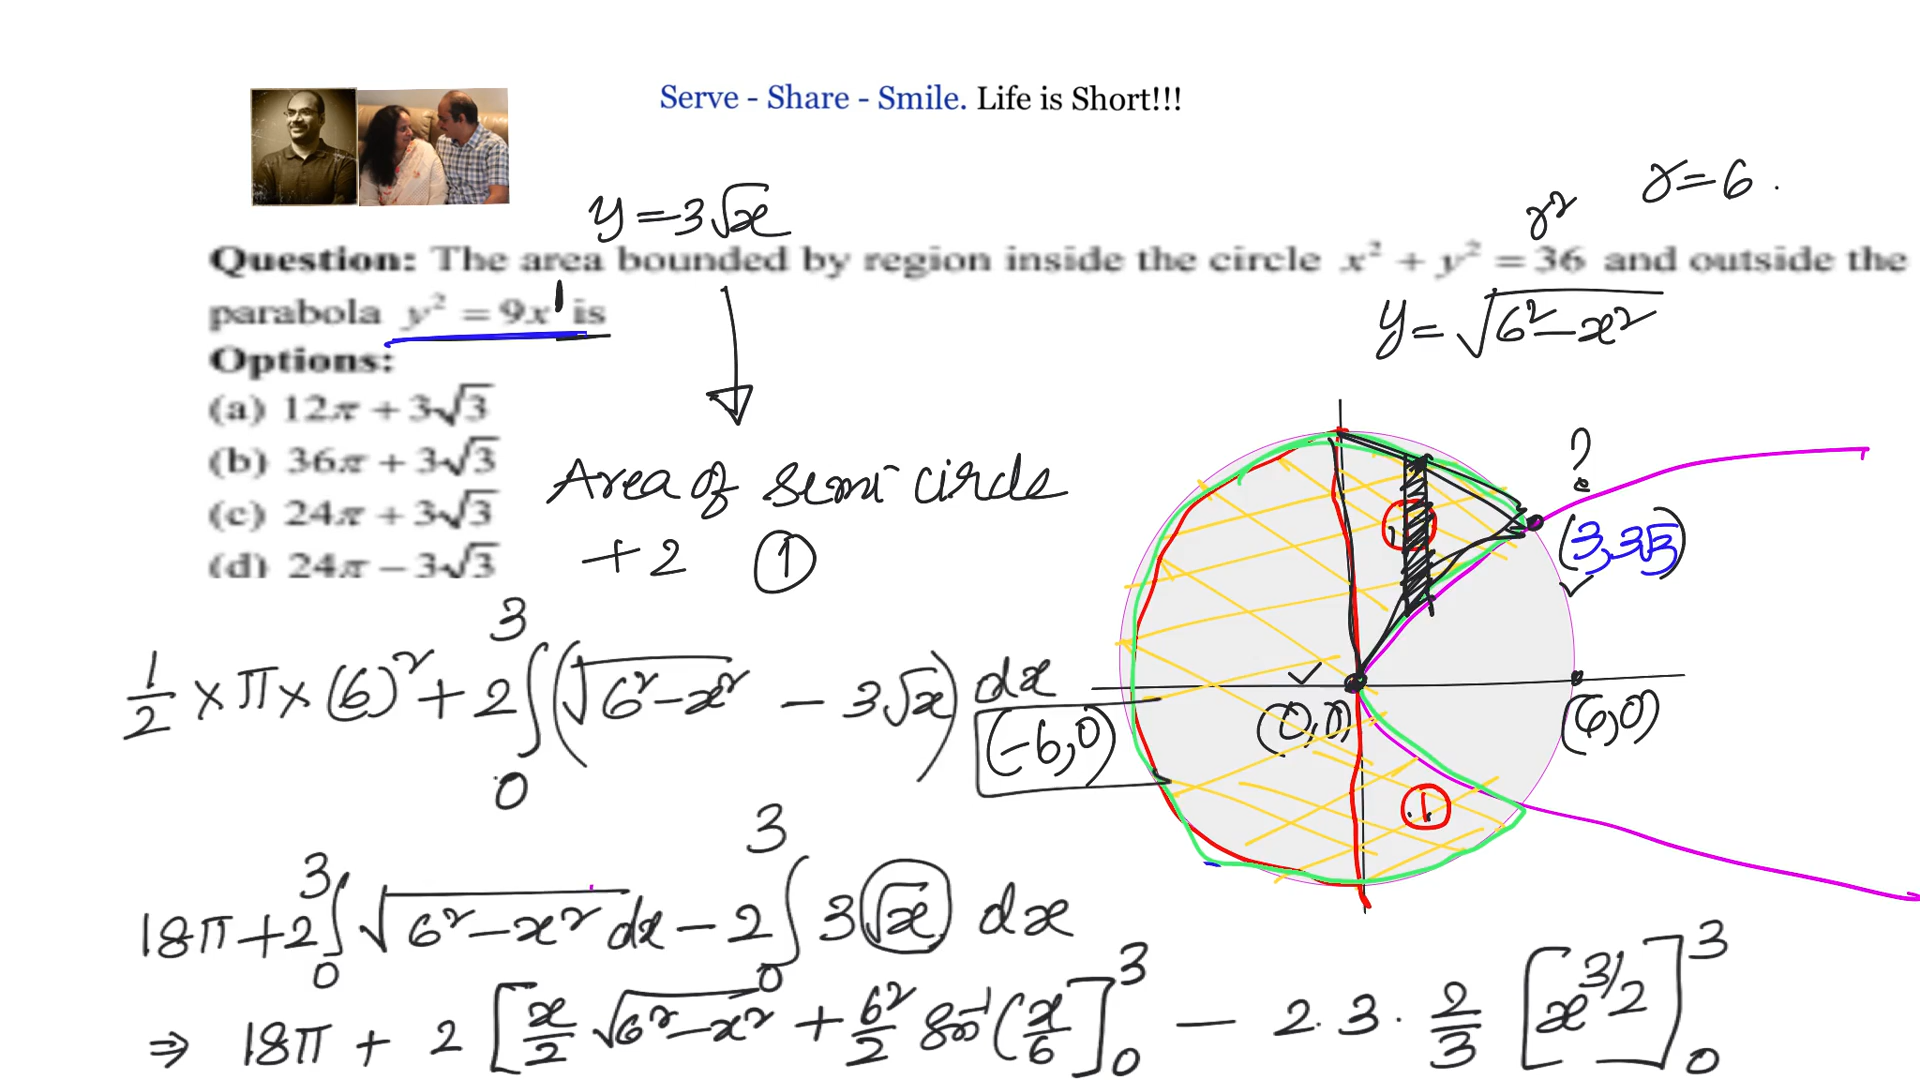 Serve - Share - Smile. Life is Short!!!
y = 3√x
r² r = 6 .
Question: The area bounded by region inside the circle x² + y² = 36 and outside the
parabola y² = 9x is
y = √(6² − x²)
Options:
(a) 12π + 3√3
(b) 36π + 3√3
(c) 24π + 3√3
(d) 24π − 3√3
Area of semi circle
+ 2 ①
?
(3, 3√3)
1
(0,0)
(6,0)
(−6,0)
1
1/2 × π × (6)² + 2 ∫₀³ (√(6² − x²) − 3√x) dx
18π + 2 ∫₀³ √(6² − x²) dx − 2 ∫₀³ 3√x dx
⇒ 18π + 2 [x/2 √(6² − x²) + 6²/2 sin⁻¹(x/6)]₀³ − 2. 3. 2/3 [x^(3/2)]₀³